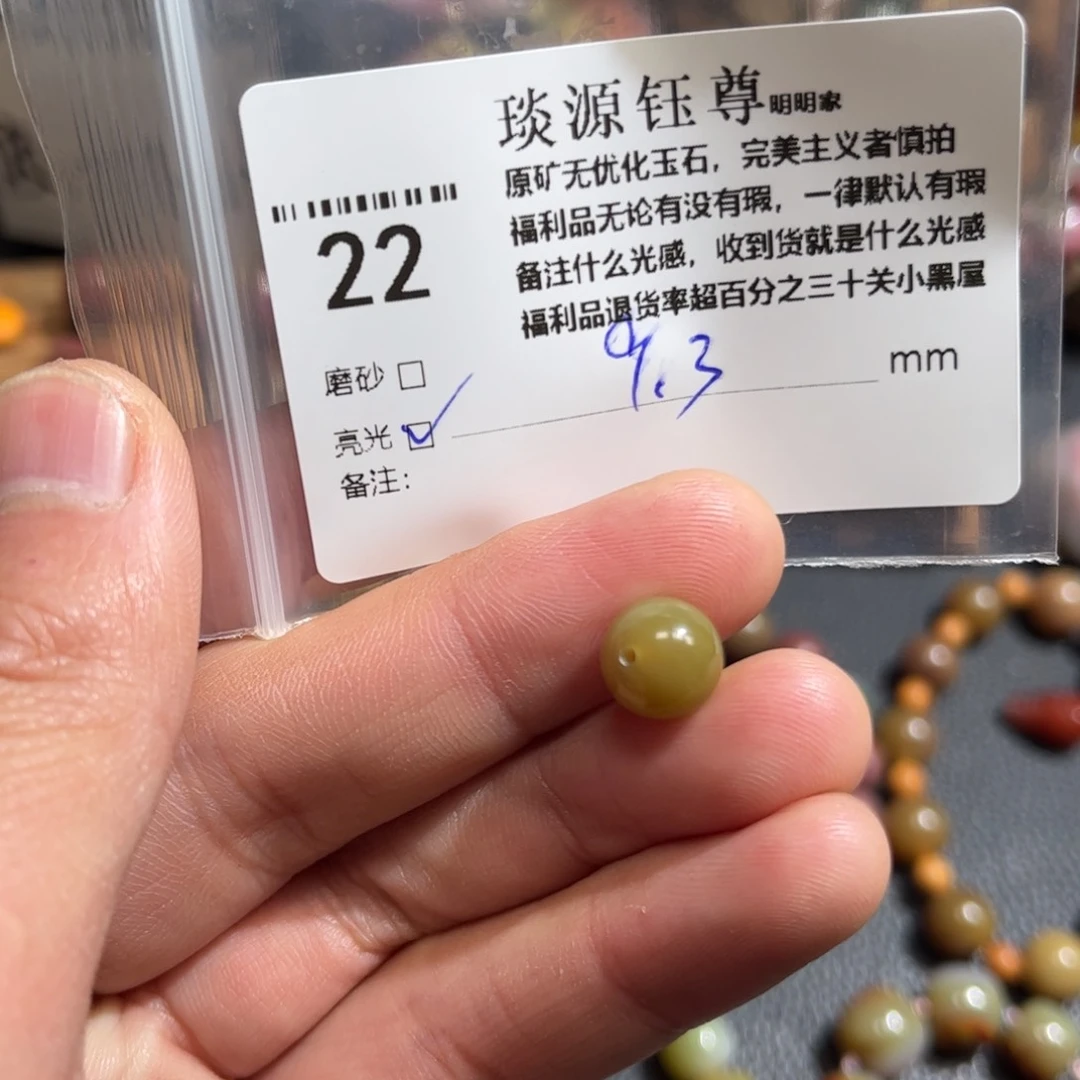 琰源钰尊明明家
原矿无优化玉石，完美主义者慎拍
福利品无论有没有瑕，一律默认有瑕
备注什么光感，收到货就是什么光感
福利品退货率超百分之三十关小黑屋
22
9.3 mm
磨砂 □
亮光 ☑
备注：